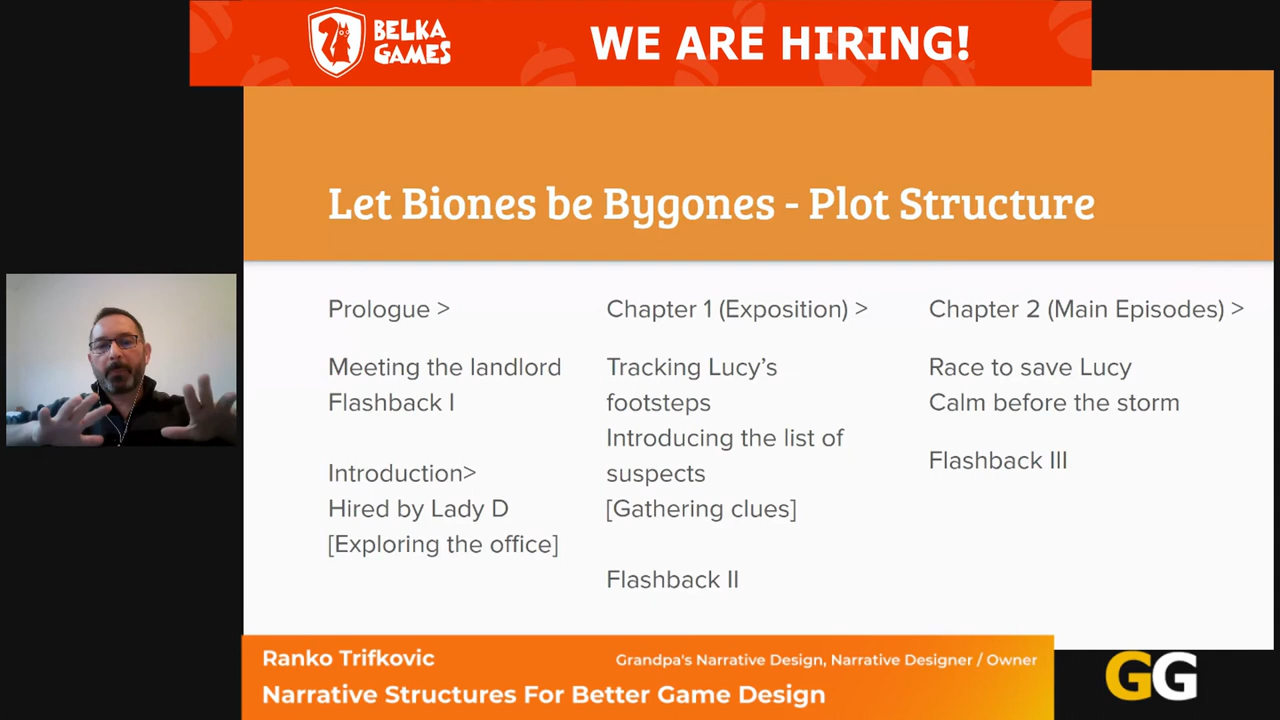 BELKA
GAMES
WE ARE HIRING!
Let Biones be Bygones - Plot Structure
Prologue >
Meeting the landlord
Flashback I
Introduction>
Hired by Lady D
[Exploring the office]
Chapter 1 (Exposition) >
Tracking Lucy's
footsteps
Introducing the list of
suspects
[Gathering clues]
Flashback II
Chapter 2 (Main Episodes) >
Race to save Lucy
Calm before the storm
Flashback III
Ranko Trifkovic
Grandpa's Narrative Design, Narrative Designer / Owner
Narrative Structures For Better Game Design
GG